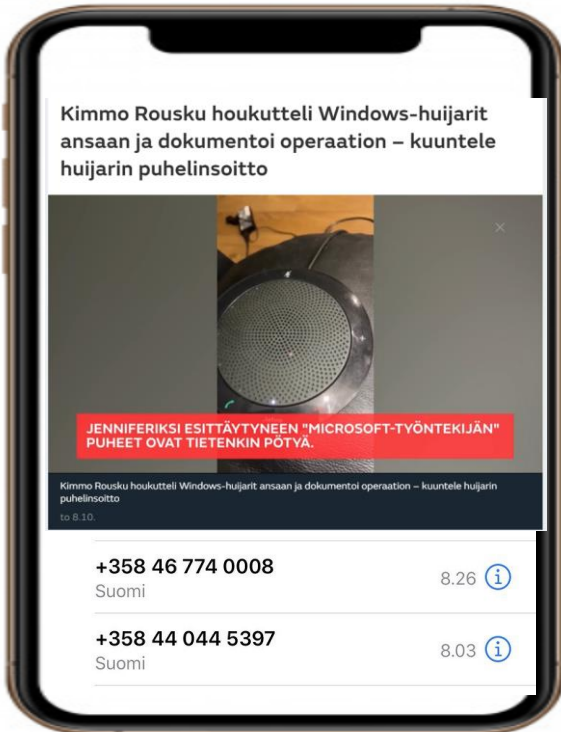 Kimmo Rousku houkutteli Windows-huijarit
ansaan ja dokumentoi operaation – kuuntele
huijarin puhelinsoitto
JENNIFERIKSI ESITTÄYTYNEEN "MICROSOFT-TYÖNTEKIJÄN"
PUHEET OVAT TIETENKIN PÖTYÄ.
Kimmo Rousku houkutteli Windows-huijarit ansaan ja dokumentoi operaation – kuuntele huijarin
puhelinsoitto
to 8.10.
+358 46 774 0008
8.26
Suomi
+358 44 044 5397
8.03
Suomi